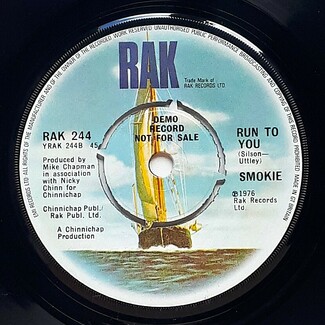 RAK
Trade Mark of
RAK RECORDS LTD
DEMO
RECORD
NOT FOR SALE
RAK 244
YRAK 244B 45
RUN TO
YOU
(Silson-
Uttley)
SMOKIE
Produced by
Mike Chapman
in association
with Nicky
Chinn for
Chinnichap
℗1976
Rak Records
Ltd.
Chinnichap Publ./
Rak Publ. Ltd.
A Chinnichap
Production